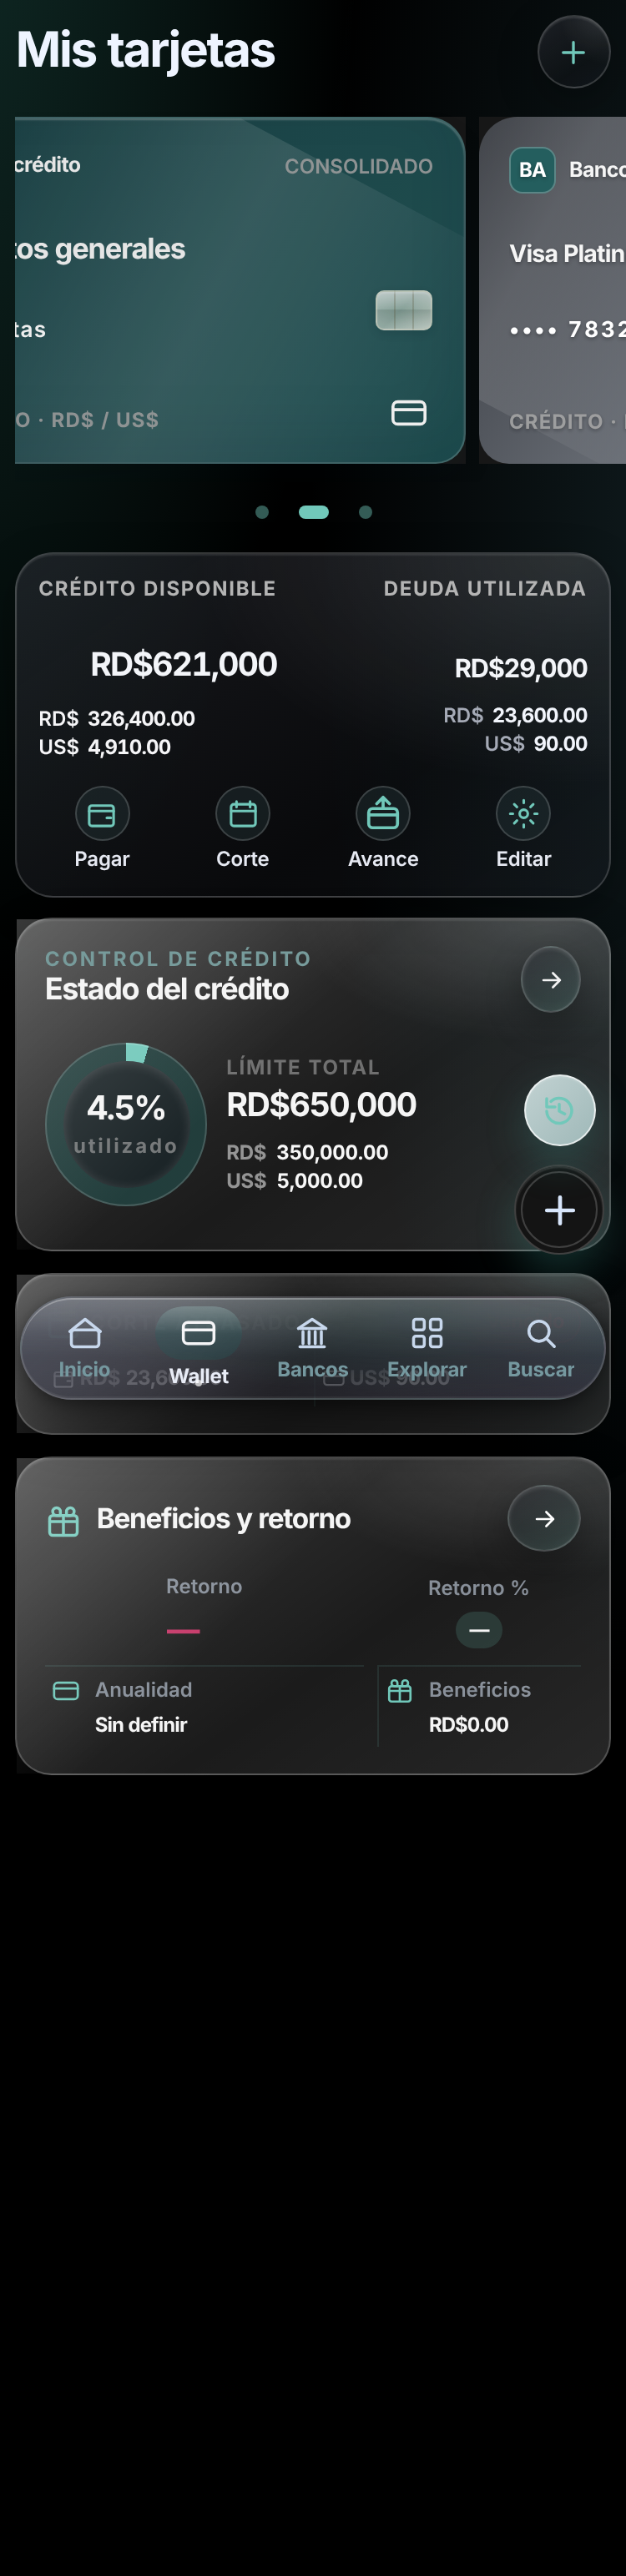 Mis tarjetas
crédito
CONSOLIDADO
BA
Banco
tos generales
Visa Platin
tas
•••• 7832
O · RD$ / US$
CRÉDITO ·
CRÉDITO DISPONIBLE
DEUDA UTILIZADA
RD$621,000
RD$29,000
RD$ 326,400.00
RD$ 23,600.00
US$ 4,910.00
US$ 90.00
Pagar
Corte
Avance
Editar
CONTROL DE CRÉDITO
Estado del crédito
4.5%
utilizado
LÍMITE TOTAL
RD$650,000
RD$ 350,000.00
US$ 5,000.00
Inicio
Wallet
Bancos
Explorar
Buscar
US$ 90.00
Beneficios y retorno
Retorno
Retorno %
—
—
Anualidad
Beneficios
Sin definir
RD$0.00